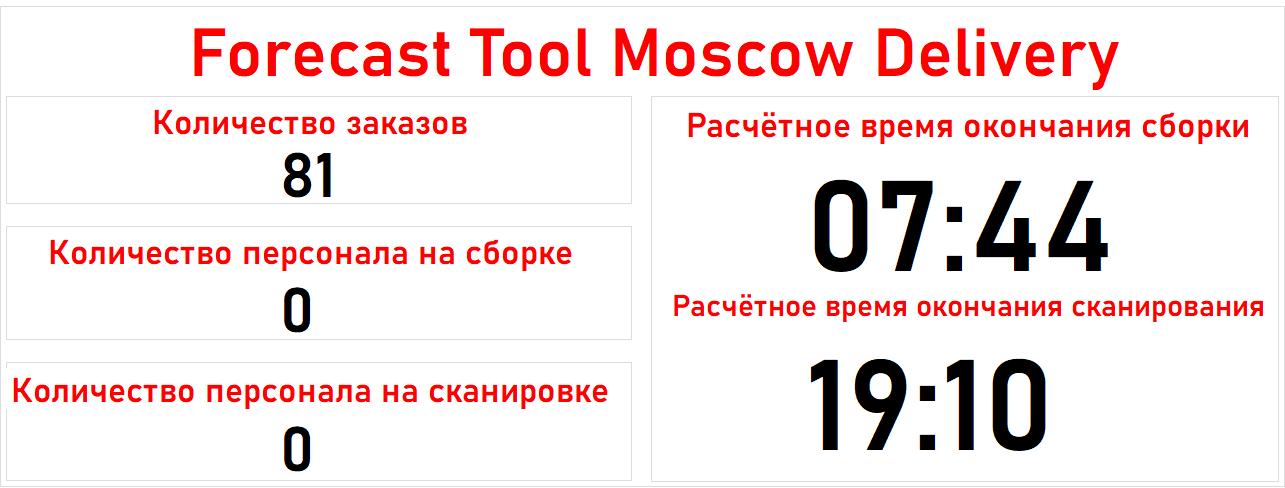 Forecast Tool Moscow Delivery
Количество заказов
81
Количество персонала на сборке
0
Количество персонала на сканировке
0
Расчётное время окончания сборки
07:44
Расчётное время окончания сканирования
19:10